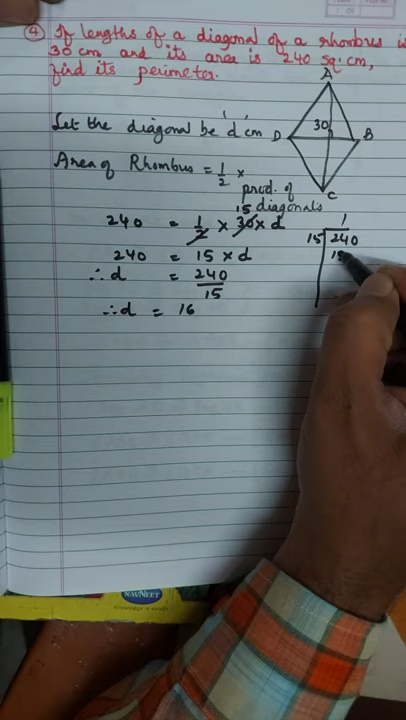 ④ If lengths of a diagonal of a rhombus is
30 cm and its area is 240 sq. cm,
find its perimeter.
A
Let the diagonal be 'd' cm
D 30 B
Area of Rhombus = 1/2 ×
prod. of
diagonals
C
15
240 = 1/2 × 30 × d
240 = 15 × d
∴ d = 240/15
∴ d = 16
1
15 240
15
NAVNEET